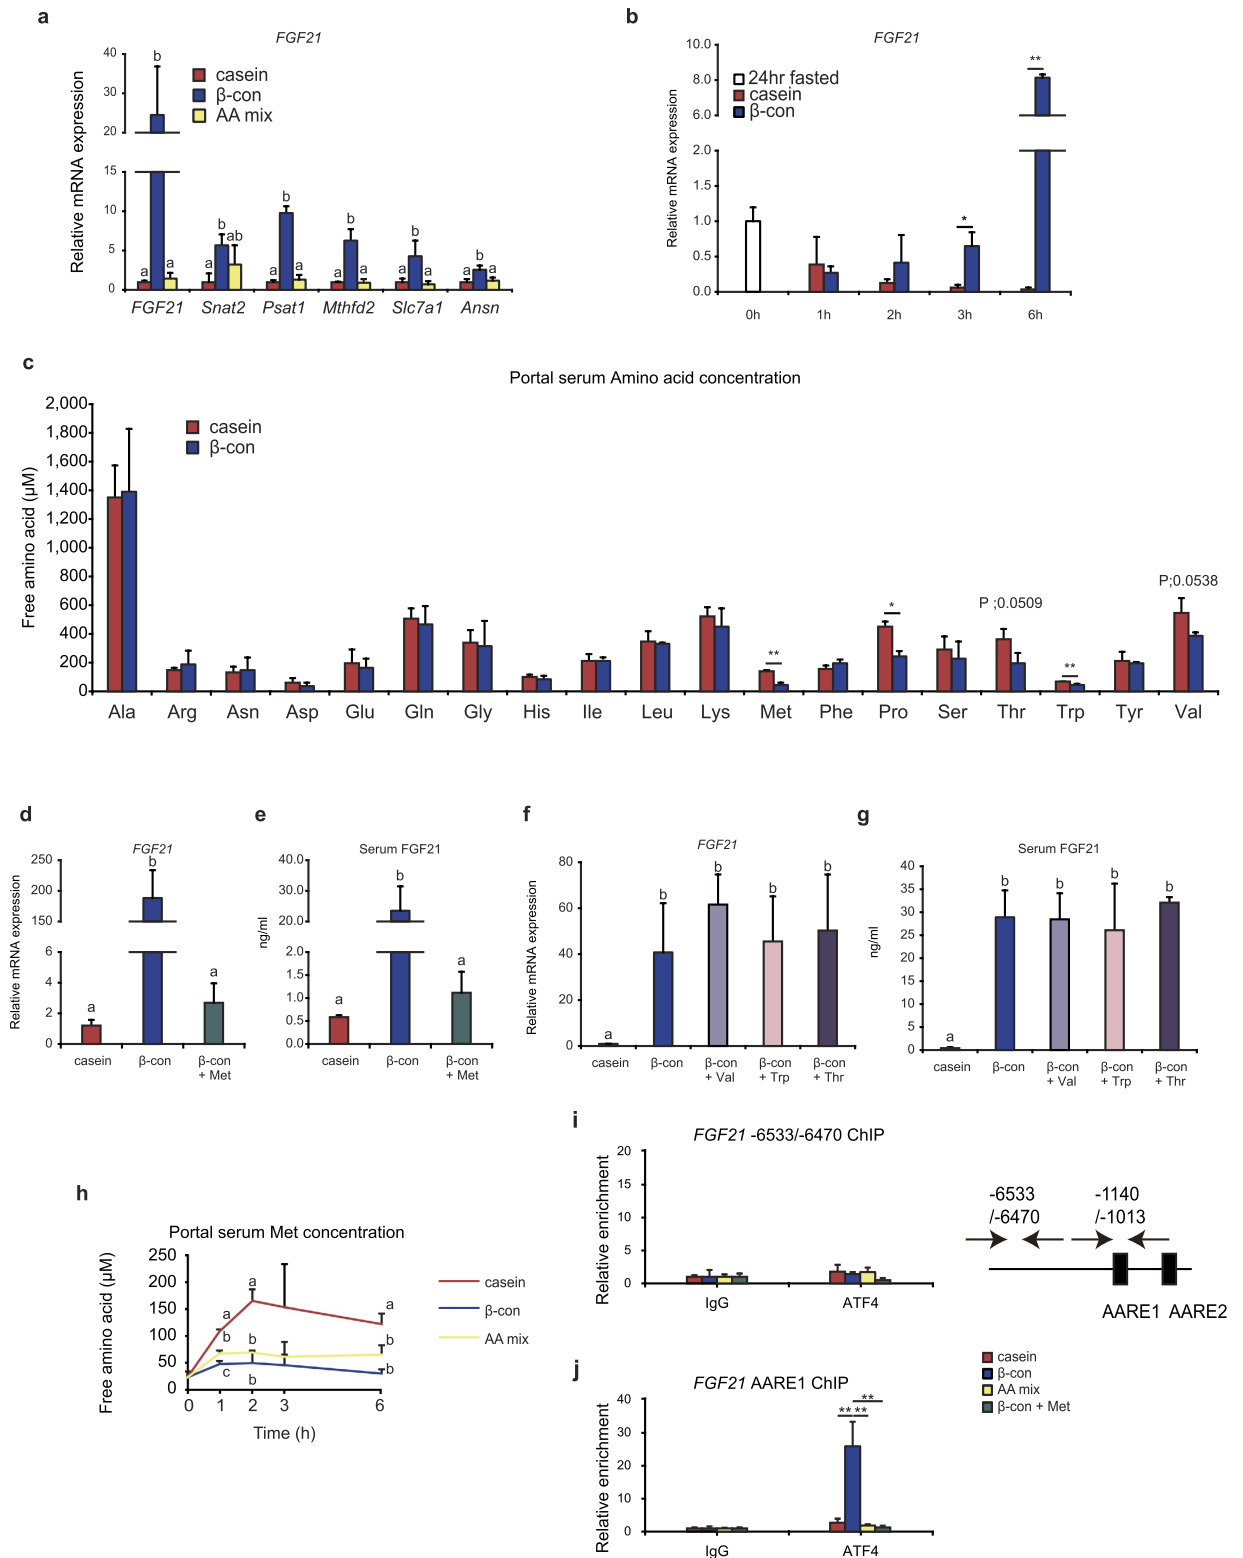 a
FGF21
Relative mRNA expression
40
30
20
15
10
5
0
casein
β-con
AA mix
b
a a
a b ab
a b a
a b a
a b a
a b a
FGF21 Snat2 Psat1 Mthfd2 Slc7a1 Ansn
b
FGF21
Relative mRNA expression
10.0
8.0
6.0
2.0
1.0
0.5
0.0
24hr fasted
casein
β-con
*
**
0h 1h 2h 3h 6h
c
Portal serum Amino acid concentration
Free amino acid (μM)
2,000
1,800
1,600
1,400
1,200
1,000
800
600
400
200
0
casein
β-con
**
*
P ;0.0509
**
P;0.0538
Ala Arg Asn Asp Glu Gln Gly His Ile Leu Lys Met Phe Pro Ser Thr Trp Tyr Val
d
FGF21
Relative mRNA expression
250
200
150
6
4
2
0
a b a
casein β-con β-con
+ Met
e
Serum FGF21
ng/ml
40.0
30.0
20.0
2.0
1.5
1.0
0.5
0.0
a b a
casein β-con β-con
+ Met
f
FGF21
Relative mRNA expression
80
60
40
20
0
a b b b b
casein β-con β-con β-con β-con
+ Val + Trp + Thr
g
Serum FGF21
ng/ml
40
35
30
25
20
15
10
5
0
a b b b b
casein β-con β-con β-con β-con
+ Val + Trp + Thr
h
Portal serum Met concentration
Free amino acid (μM)
250
200
150
100
50
0
a a a
b b b
c b b
0 1 2 3 6
Time (h)
casein
β-con
AA mix
i
FGF21 -6533/-6470 ChIP
Relative enrichment
20
15
10
5
0
IgG ATF4
-6533 -1140
/-6470 /-1013
AARE1 AARE2
casein
β-con
AA mix
β-con + Met
j
FGF21 AARE1 ChIP
Relative enrichment
40
30
20
10
0
**
** **
IgG ATF4